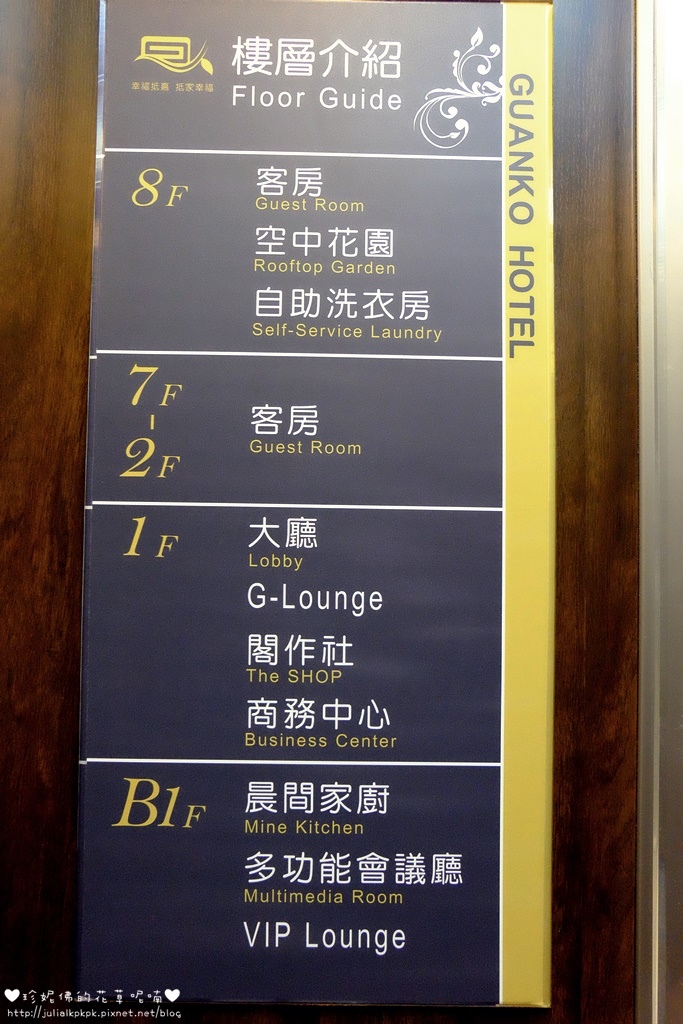 樓層介紹
幸福抵嘉 抵家幸福
Floor Guide
GUANKO HOTEL
8F
客房
Guest Room
空中花園
Rooftop Garden
自助洗衣房
Self-Service Laundry
7F
-
2F
客房
Guest Room
1F
大廳
Lobby
G-Lounge
閣作社
The SHOP
商務中心
Business Center
B1F
晨間家廚
Mine Kitchen
多功能會議廳
Multimedia Room
VIP Lounge
♥珍妮佛的花草呢喃♥
http://julialkpkpk.pixnet.net/blog